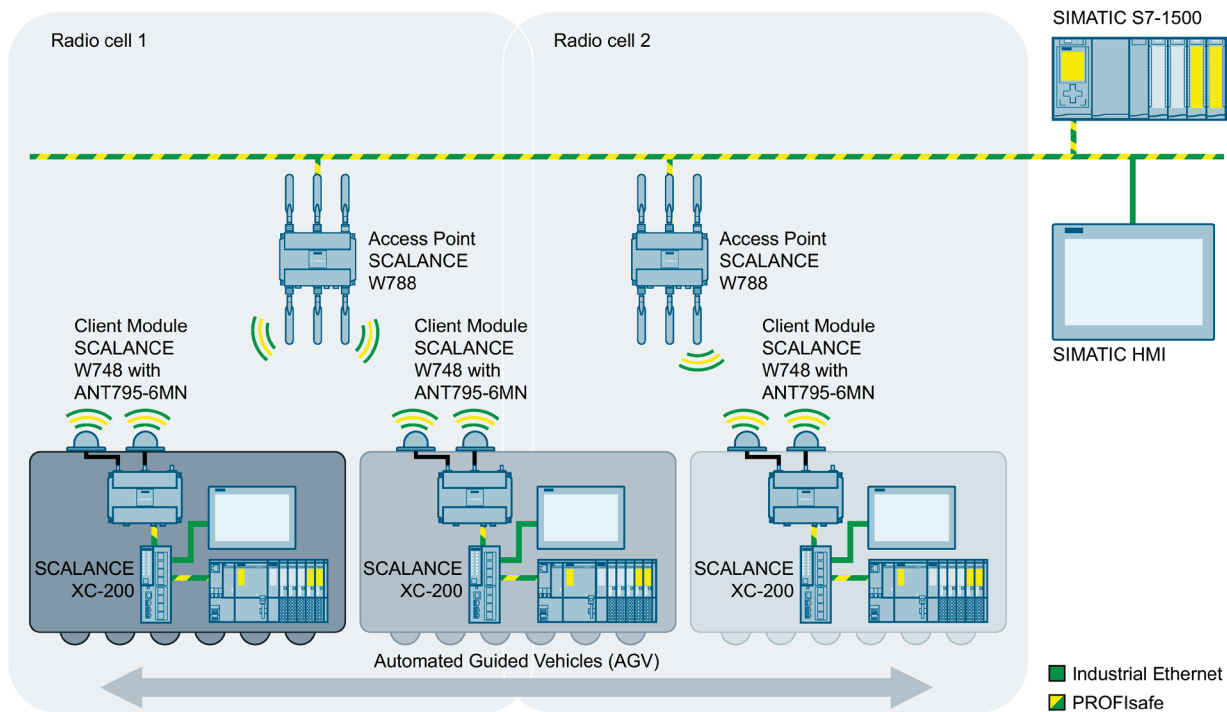 Radio cell 1
Radio cell 2
SIMATIC S7-1500
Access Point
SCALANCE
W788
Access Point
SCALANCE
W788
SIMATIC HMI
Client Module
SCALANCE
W748 with
ANT795-6MN
Client Module
SCALANCE
W748 with
ANT795-6MN
Client Module
SCALANCE
W748 with
ANT795-6MN
SCALANCE
XC-200
SCALANCE
XC-200
SCALANCE
XC-200
Automated Guided Vehicles (AGV)
Industrial Ethernet
PROFIsafe